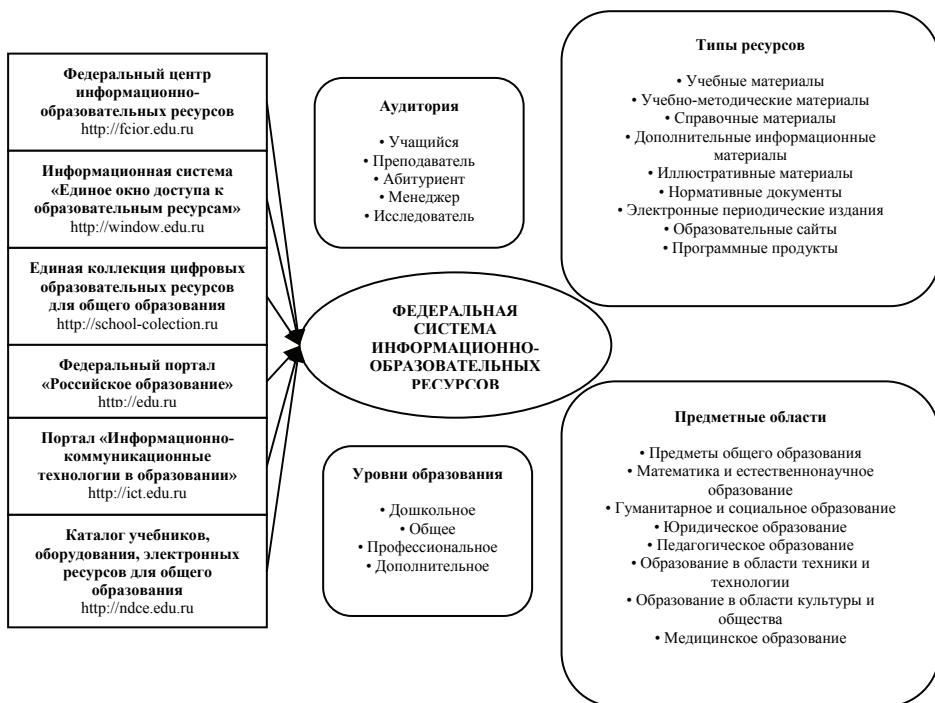 Федеральный центр
информационно-
образовательных ресурсов
http://fcior.edu.ru
Информационная система
«Единое окно доступа к
образовательным ресурсам»
http://window.edu.ru
Единая коллекция цифровых
образовательных ресурсов
для общего образования
http://school-colection.ru
Федеральный портал
«Российское образование»
http://edu.ru
Портал «Информационно-
коммуникационные
технологии в образовании»
http://ict.edu.ru
Каталог учебников,
оборудования, электронных
ресурсов для общего
образования
http://ndce.edu.ru
Аудитория
• Учащийся
• Преподаватель
• Абитуриент
• Менеджер
• Исследователь
ФЕДЕРАЛЬНАЯ
СИСТЕМА
ИНФОРМАЦИОННО-
ОБРАЗОВАТЕЛЬНЫХ
РЕСУРСОВ
Уровни образования
• Дошкольное
• Общее
• Профессиональное
• Дополнительное
Типы ресурсов
• Учебные материалы
• Учебно-методические материалы
• Справочные материалы
• Дополнительные информационные
материалы
• Иллюстративные материалы
• Нормативные документы
• Электронные периодические издания
• Образовательные сайты
• Программные продукты
Предметные области
• Предметы общего образования
• Математика и естественнонаучное
образование
• Гуманитарное и социальное образование
• Юридическое образование
• Педагогическое образование
• Образование в области техники и
технологии
• Образование в области культуры и
общества
• Медицинское образование